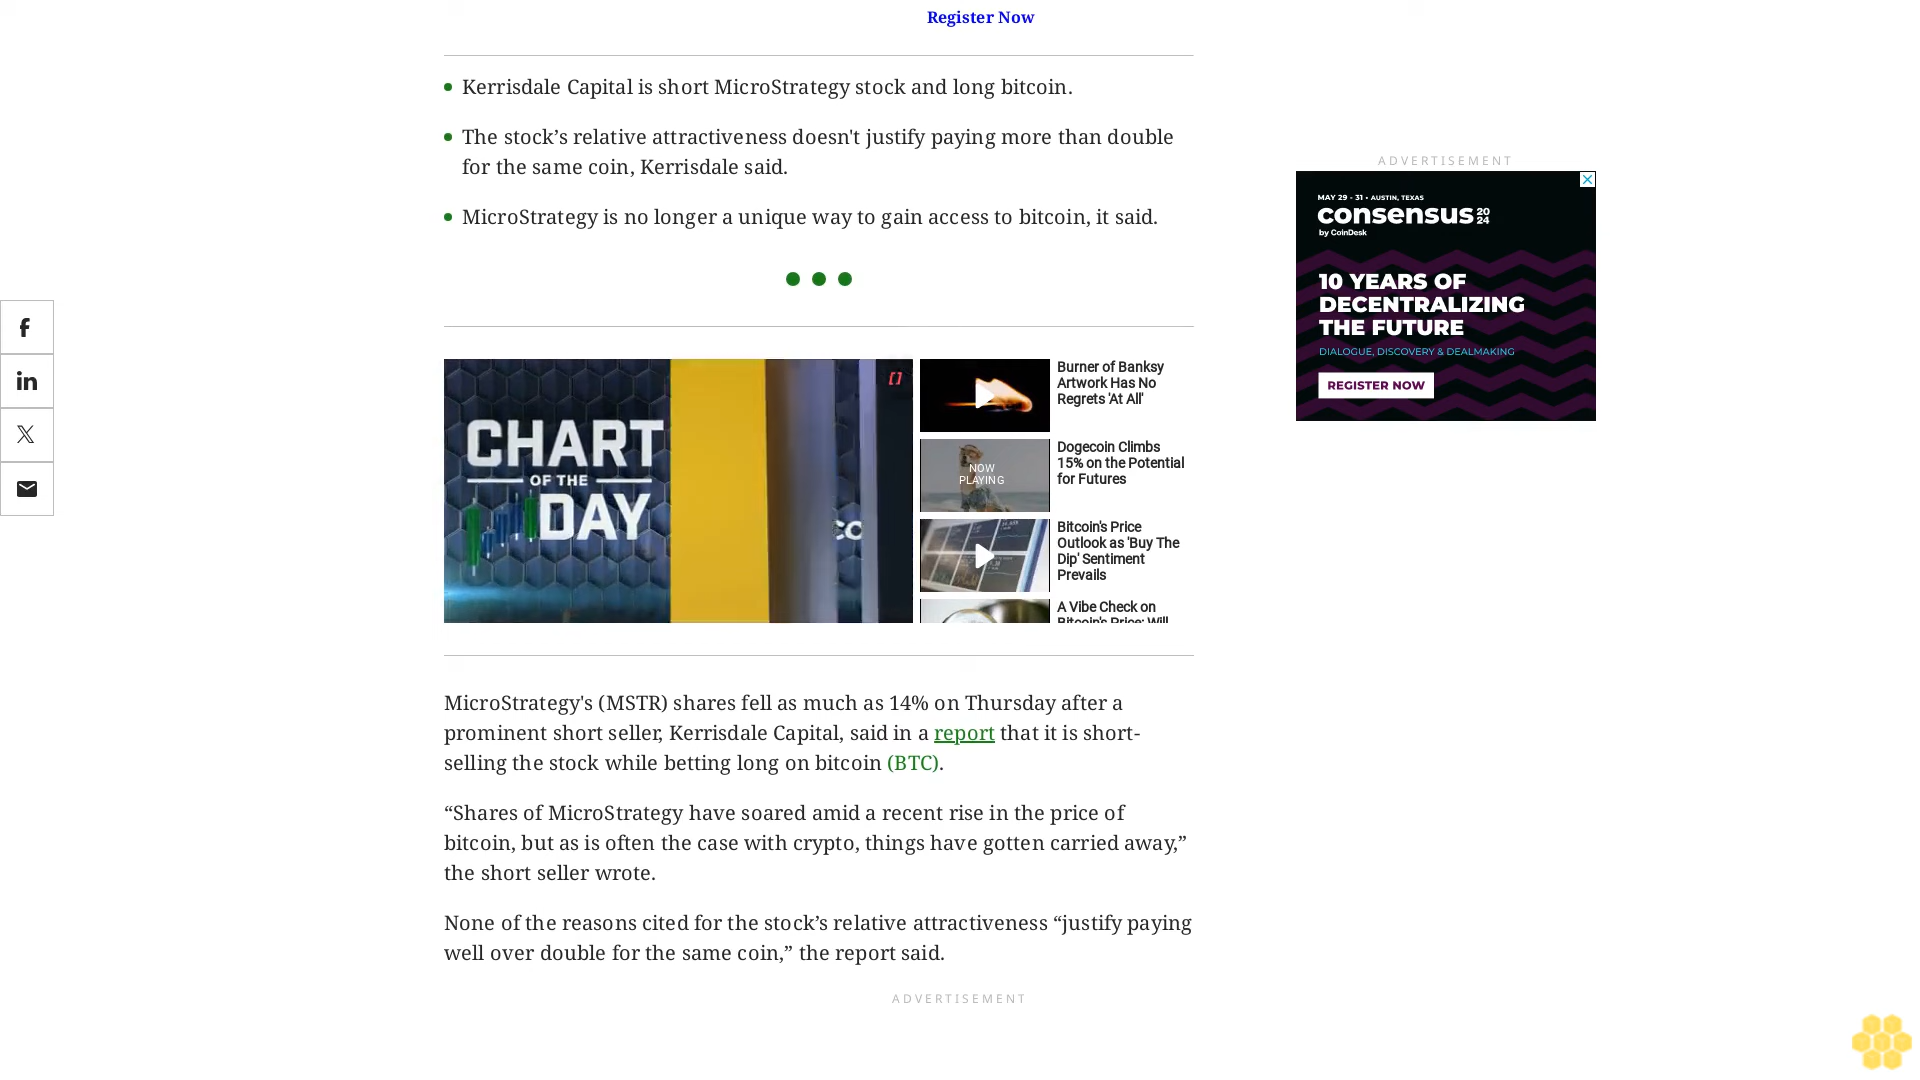 Register Now
Kerrisdale Capital is short MicroStrategy stock and long bitcoin.
The stock’s relative attractiveness doesn't justify paying more than double
for the same coin, Kerrisdale said.
MicroStrategy is no longer a unique way to gain access to bitcoin, it said.
CHART
OF THE
DAY
CO
Burner of Banksy
Artwork Has No
Regrets 'At All'
NOW
PLAYING
Dogecoin Climbs
15% on the Potential
for Futures
Bitcoin's Price
Outlook as 'Buy The
Dip' Sentiment
Prevails
A Vibe Check on
Bitcoin's Price: Will
MicroStrategy's (MSTR) shares fell as much as 14% on Thursday after a
prominent short seller, Kerrisdale Capital, said in a report that it is short-
selling the stock while betting long on bitcoin (BTC).
“Shares of MicroStrategy have soared amid a recent rise in the price of
bitcoin, but as is often the case with crypto, things have gotten carried away,”
the short seller wrote.
None of the reasons cited for the stock’s relative attractiveness “justify paying
well over double for the same coin,” the report said.
ADVERTISEMENT
ADVERTISEMENT
MAY 29 - 31 • AUSTIN, TEXAS
consensus 2024
by CoinDesk
10 YEARS OF
DECENTRALIZING
THE FUTURE
DIALOGUE, DISCOVERY & DEALMAKING
REGISTER NOW